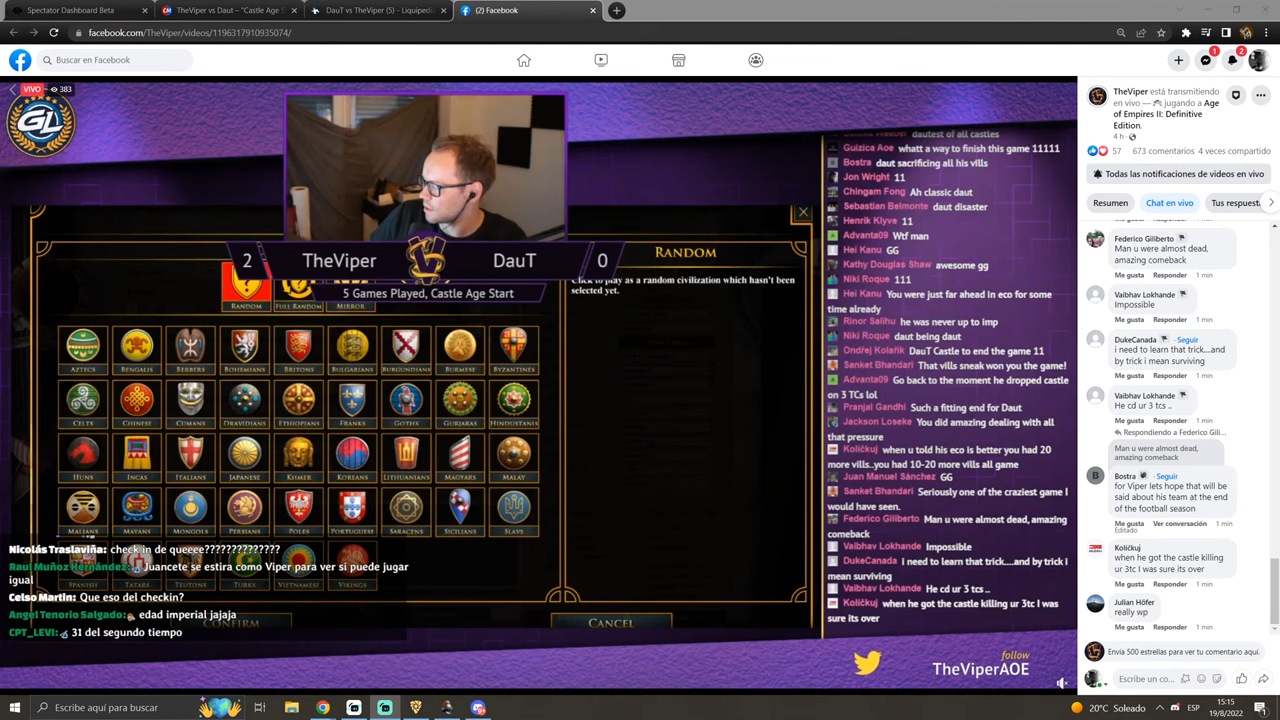 Spectator Dashboard Beta
TheViper vs Daut – "Castle Age S
DauT vs TheViper (5) - Liquipedi
(2) Facebook
facebook.com/TheViper/videos/1196317910935074/
Buscar en Facebook
1
2
VIVO
383
GL
2
TheViper
DauT
0
5 Games Played, Castle Age Start
RANDOM
Click to play as a random civilization which hasn't been
selected yet.
RANDOM
FULL RANDOM
MIRROR
AZTECS
BENGALIS
BERBERS
BOHEMIANS
BRITONS
BULGARIANS
BURGUNDIANS
BURMESE
BYZANTINES
CELTS
CHINESE
CUMANS
DRAVIDIANS
ETHIOPIANS
FRANKS
GOTHS
GURJARAS
HINDUSTANIS
HUNS
INCAS
ITALIANS
JAPANESE
KHMER
KOREANS
LITHUANIANS
MAGYARS
MALAY
MALIANS
MAYANS
MONGOLS
PERSIANS
POLES
PORTUGUESE
SARACENS
SICILIANS
SLAVS
SPANISH
TATARS
TEUTONS
TURKS
VIETNAMESE
VIKINGS
CONFIRM
CANCEL
Nicolás Traslaviña: check in de queeee??????????????
Raul Muñoz Hernández: Juancete se estira como Viper para ver si puede jugar
igual
Celso Martin: Que eso del checkin?
Angel Tenorio Salgado: edad imperial jajaja
CPT_LEVI: 31 del segundo tiempo
dautest of all castles
Guizica Aoe whatt a way to finish this game 11111
Bostra daut sacrificing all his vills
Jon Wright 11
Chingam Fong Ah classic daut
Sebastian Belmonte daut disaster
Henrik Klyve 11
Advanta09 Wtf man
Hei Kanu GG
Kathy Douglas Shaw awesome gg
Niki Roque 111
Hei Kanu You were just far ahead in eco for some
time already
Rinor Salihu he was never up to imp
Niki Roque daut being daut
Ondřej Kolařík DauT Castle to end the game 11
Sanket Bhandari That vills sneak won you the game!
Advanta09 Go back to the moment he dropped castle
on 3 TCs lol
Pranjal Gandhi Such a fitting end for Daut
Jackson Loseke You did amazing dealing with all
that pressure
Količkuj when u told his eco is better you had 20
more vills..you had 10-20 more vills all game
Juan Manuel Sánchez GG
Sanket Bhandari Seriously one of the craziest game I
would have seen.
Federico Giliberto Man u were almost dead, amazing
comeback
Vaibhav Lokhande Impossible
DukeCanada i need to learn that trick....and by trick i
mean surviving
Vaibhav Lokhande He cd ur 3 tcs ..
Količkuj when he got the castle killing ur 3tc I was
sure its over
follow
TheViperAOE
TheViper está transmitiendo
en vivo — 🎮 jugando a Age
of Empires II: Definitive
Edition.
4 h
57
673 comentarios
4 veces compartido
Todas las notificaciones de videos en vivo
Resumen
Chat en vivo
Tus respuest
Federico Giliberto
Man u were almost dead,
amazing comeback
Me gusta Responder 1 min
Vaibhav Lokhande
Impossible
Me gusta Responder 1 min
DukeCanada · Seguir
i need to learn that trick....and
by trick i mean surviving
Me gusta Responder 1 min
Vaibhav Lokhande
He cd ur 3 tcs ..
Me gusta Responder 1 min
Respondiendo a Federico Gili...
Man u were almost dead,
amazing comeback
B
Bostra · Seguir
for Viper lets hope that will be
said about his team at the end
of the football season
Me gusta Ver conversación 1 min
Editado
Količkuj
when he got the castle killing
ur 3tc I was sure its over
Me gusta Responder 1 min
Julian Höfer
really wp
Me gusta Responder 1 min
Envía 500 estrellas para ver tu comentario aquí.
Escribe un co...
Escribe aquí para buscar
20°C Soleado
ESP
15:15
19/8/2022
1